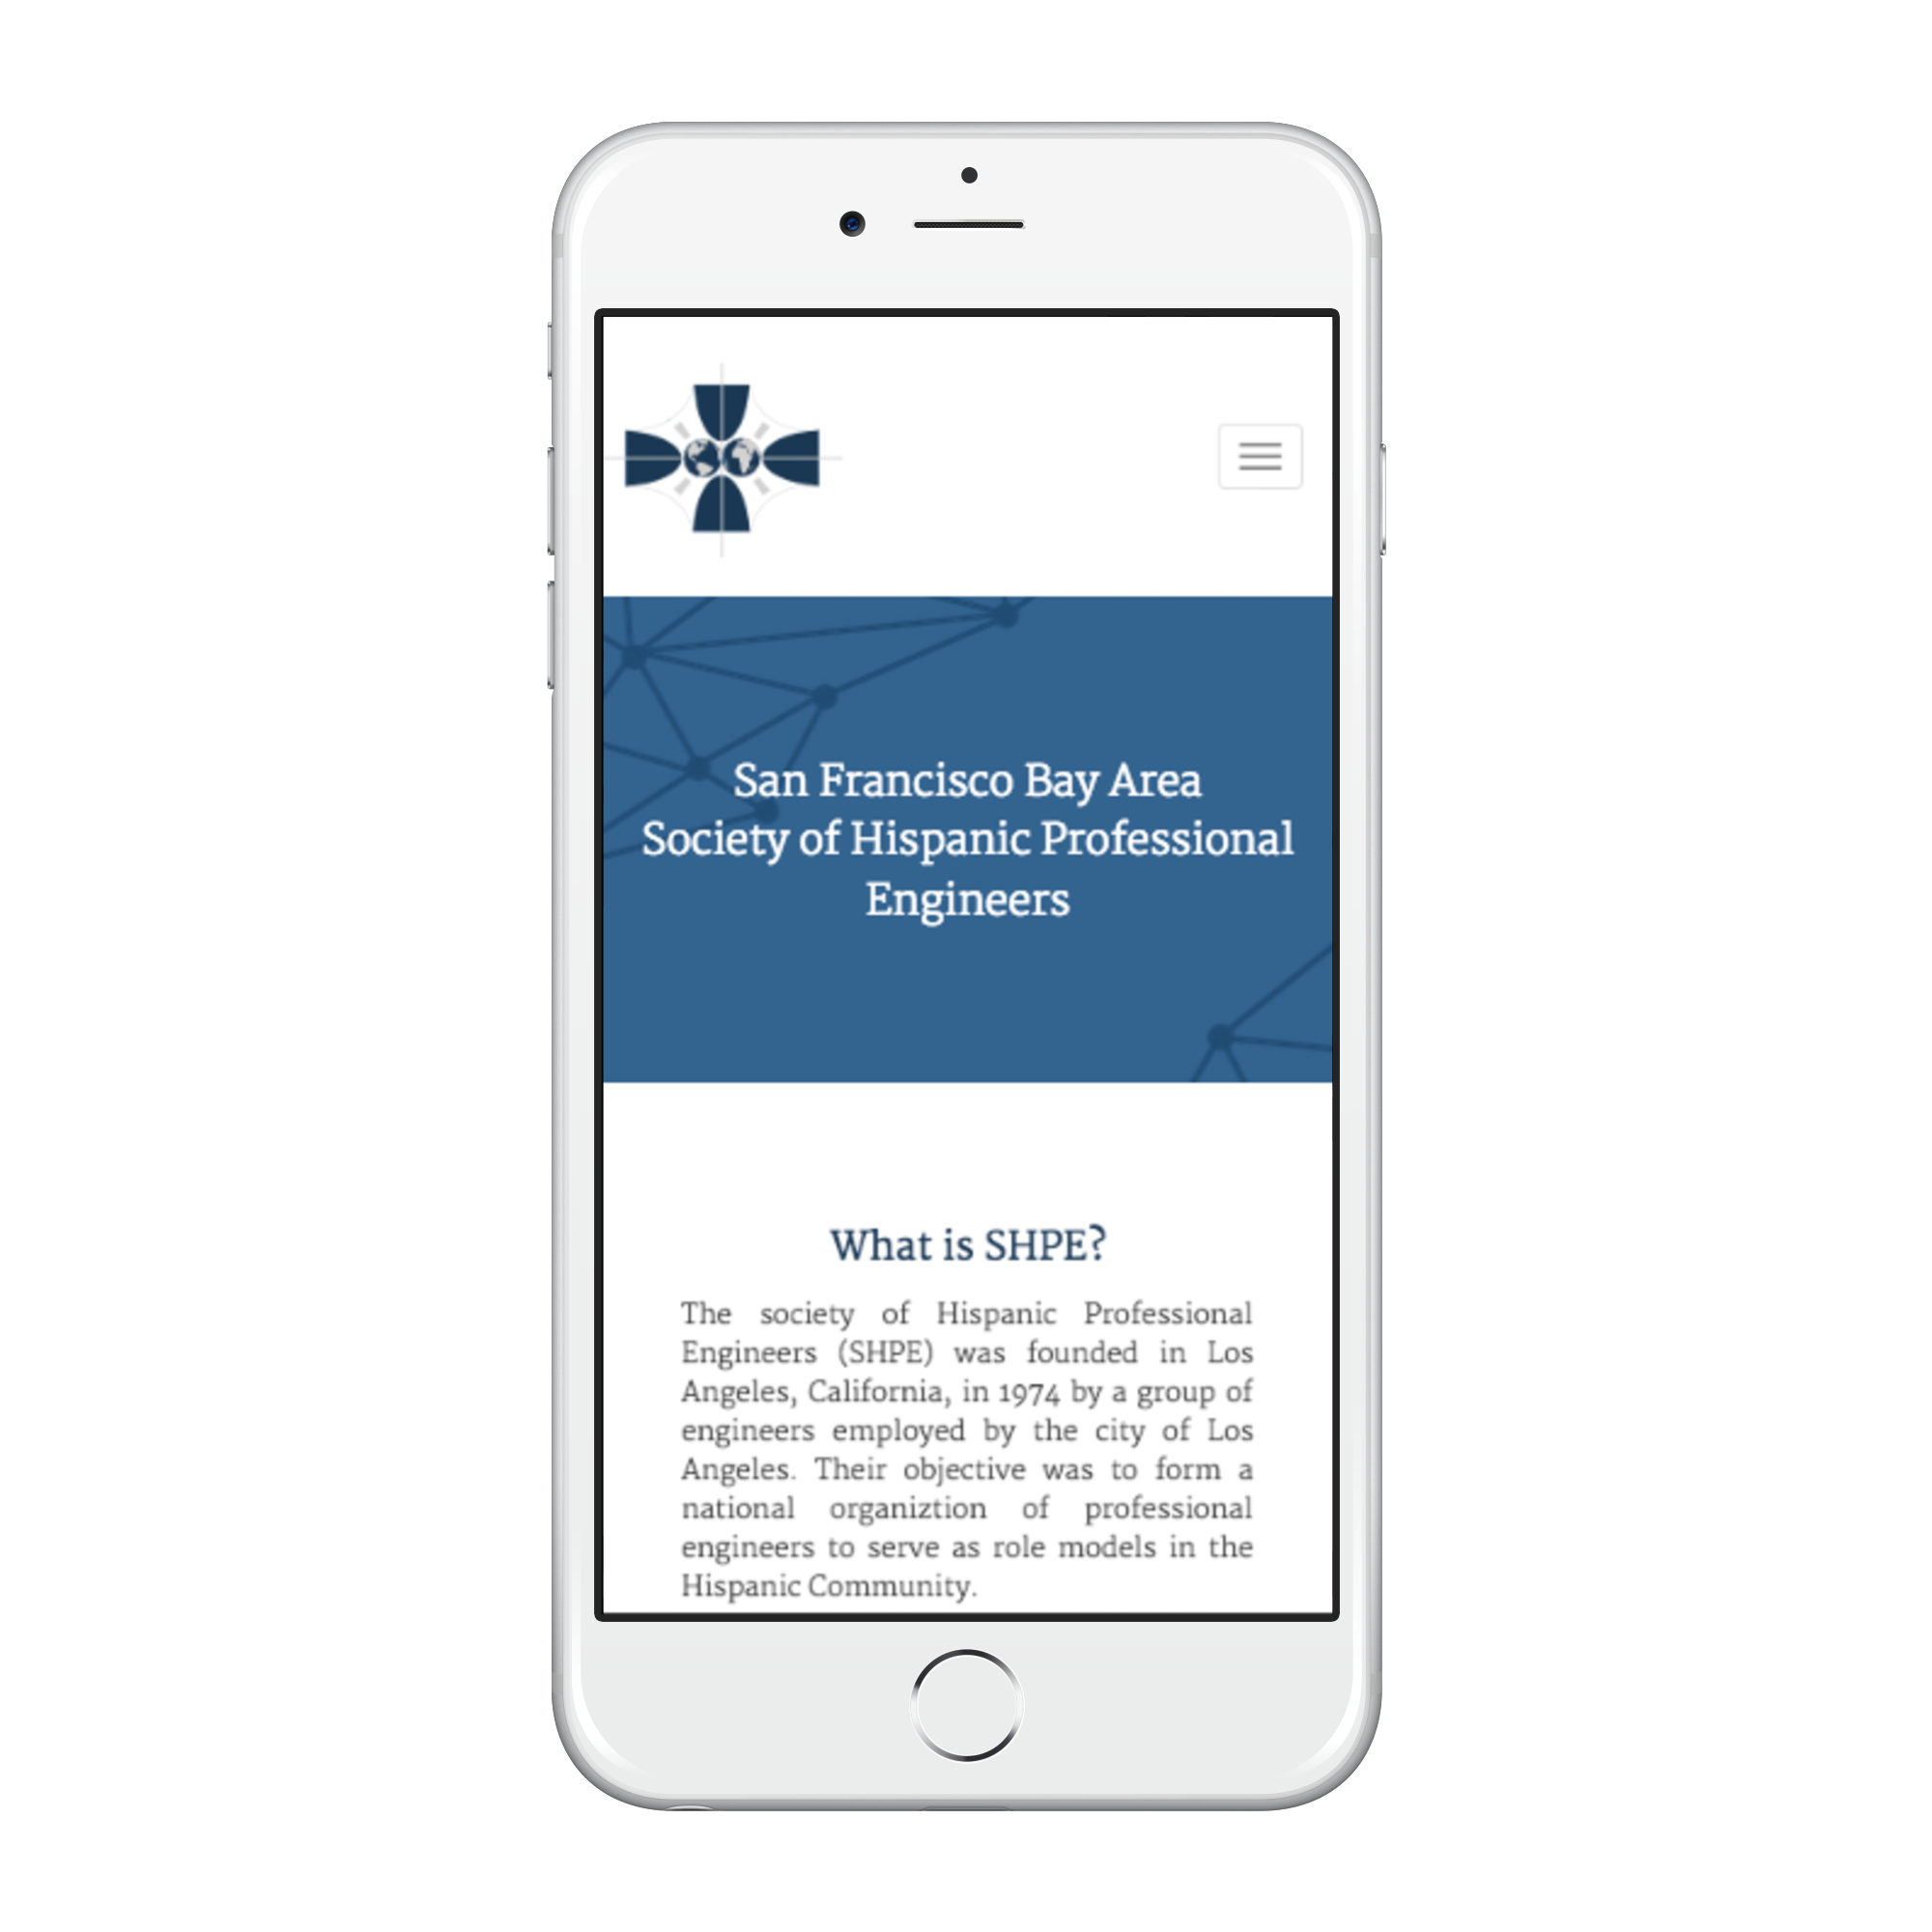 San Francisco Bay Area
Society of Hispanic Professional
Engineers
What is SHPE?
The society of Hispanic Professional
Engineers (SHPE) was founded in Los
Angeles, California, in 1974 by a group of
engineers employed by the city of Los
Angeles. Their objective was to form a
national organiztion of professional
engineers to serve as role models in the
Hispanic Community.